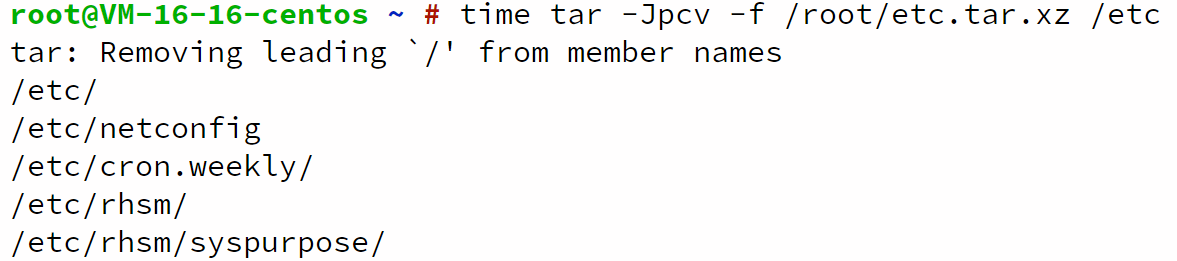 root@VM-16-16-centos ~ # time tar -Jpcv -f /root/etc.tar.xz /etc
tar: Removing leading `/' from member names
/etc/
/etc/netconfig
/etc/cron.weekly/
/etc/rhsm/
/etc/rhsm/syspurpose/